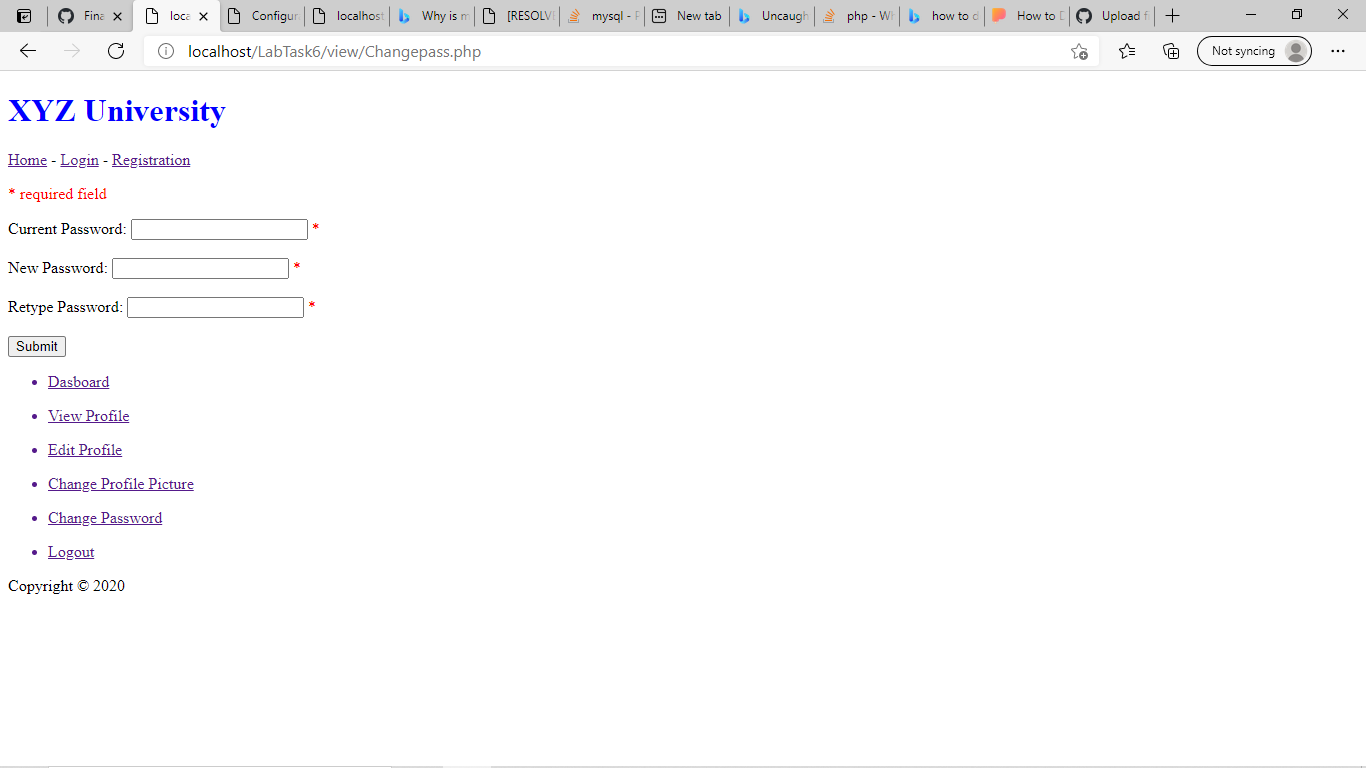 Fina
loca
Configur
localhost
Why is m
[RESOLVE
mysql - P
New tab
Uncaugh
php - Wh
how to d
How to D
Upload fi
localhost/LabTask6/view/Changepass.php
Not syncing
XYZ University
Home - Login - Registration
* required field
Current Password: *
New Password: *
Retype Password: *
Submit
• Dasboard
• View Profile
• Edit Profile
• Change Profile Picture
• Change Password
• Logout
Copyright © 2020